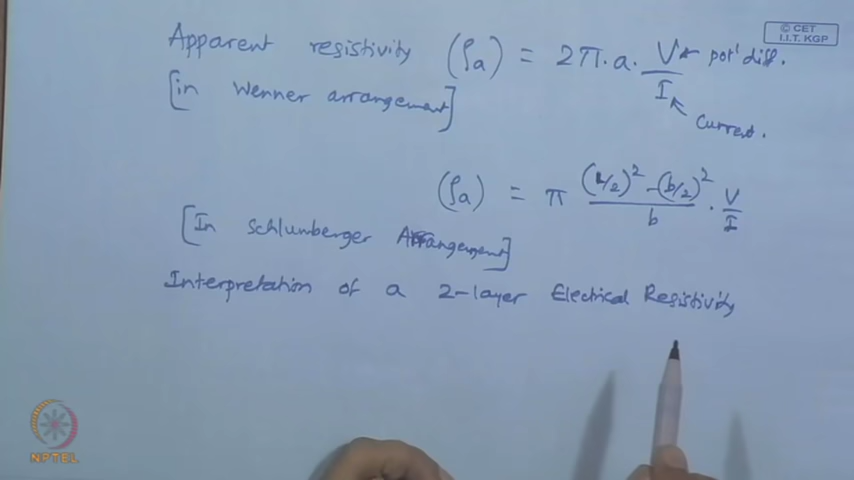 © CET
I.I.T. KGP
Apparent resistivity (ρa) = 2π.a. V/I ← pot' diff.
[in Wenner arrangement]
↖ Current.
(ρa) = π ((L/2)² - (b/2)²)/b . V/I
[In Schlumberger Arrangement]
Interpretation of a 2-layer Electrical Resistivity
NPTEL